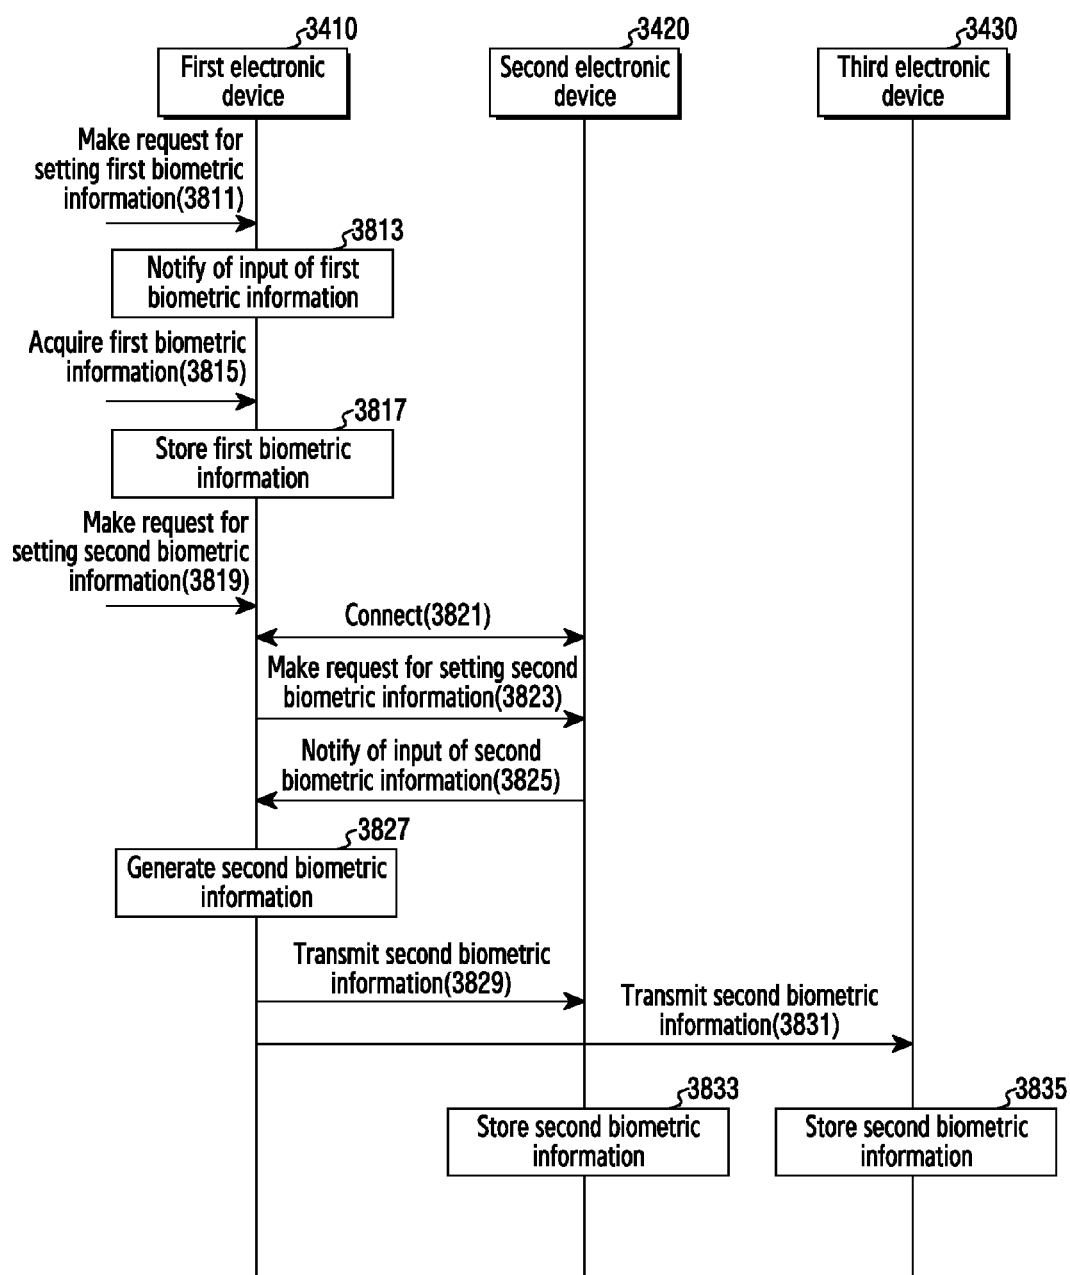 3410
3420
3430
First electronic
device
Second electronic
device
Third electronic
device
Make request for
setting first biometric
information(3811)
3813
Notify of input of first
biometric information
Acquire first biometric
information(3815)
3817
Store first biometric
information
Make request for
setting second biometric
information(3819)
Connect(3821)
Make request for setting second
biometric information(3823)
Notify of input of second
biometric information(3825)
3827
Generate second biometric
information
Transmit second biometric
information(3829)
Transmit second biometric
information(3831)
3833
Store second biometric
information
3835
Store second biometric
information